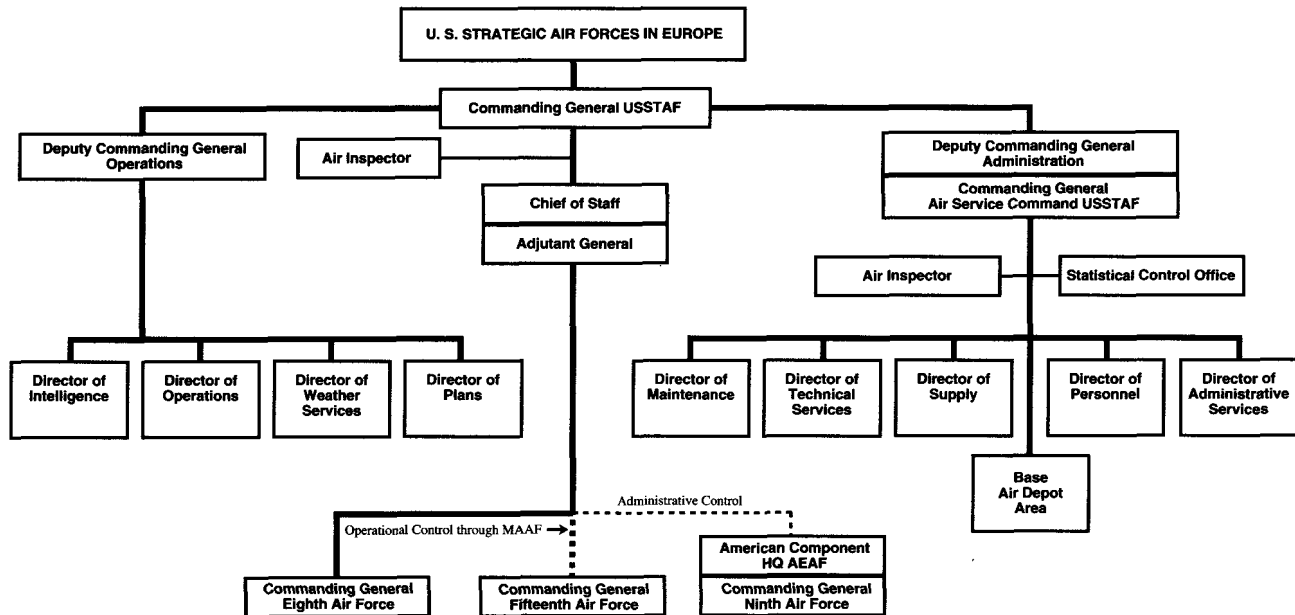 U. S. STRATEGIC AIR FORCES IN EUROPE
Commanding General USSTAF
Deputy Commanding General
Operations
Air Inspector
Deputy Commanding General
Administration
Commanding General
Air Service Command USSTAF
Chief of Staff
Adjutant General
Air Inspector
Statistical Control Office
Director of
Intelligence
Director of
Operations
Director of
Weather
Services
Director of
Plans
Director of
Maintenance
Director of
Technical
Services
Director of
Supply
Director of
Personnel
Director of
Administrative
Services
Base
Air Depot
Area
Administrative Control
Operational Control through MAAF
American Component
HQ AEAF
Commanding General
Eighth Air Force
Commanding General
Fifteenth Air Force
Commanding General
Ninth Air Force